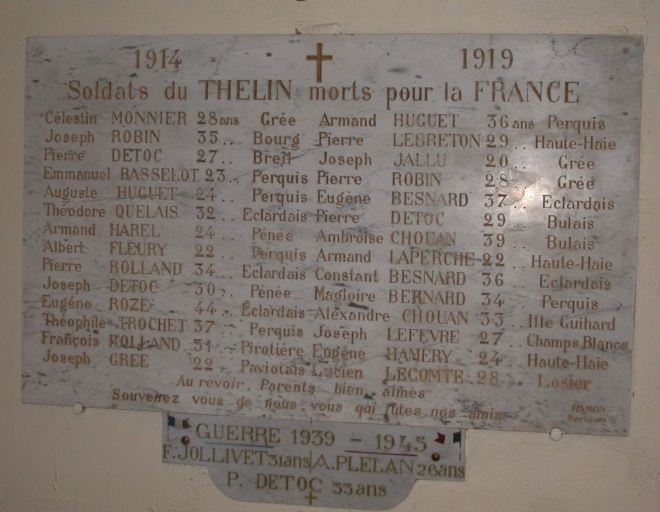 1914 1919
Soldats du THELIN morts pour la FRANCE
Célestin MONNIER 28 ans Grée Armand HUGUET 36 ans Perquis
Joseph ROBIN 35 .. Bourg Pierre LEBRETON 29 .. Haute-Haie
Pierre DETOC 27 .. Breil Joseph JALLU 20 .. Grée
Emmanuel BASSELOT 23 .. Perquis Pierre ROBIN 28 .. Grée
Auguste HUGUET 24 .. Perquis Eugène BESNARD 37 .. Eclardais
Théodore QUELAIS 32 .. Eclardais Pierre DETOC 29 .. Bulais
Armand HAREL 24 .. Pénée Ambroise CHOUAN 39 .. Bulais
Albert FLEURY 22 .. Perquis Armand LAPERCHE 22 .. Haute-Haie
Pierre ROLLAND 34 .. Eclardais Constant BESNARD 36 .. Eclardais
Joseph DETOC 30 .. Pénée Magloire BERNARD 34 .. Perquis
Eugène ROZE 44 .. Eclardais Alexandre CHOUAN 33 .. Ille Guihard
Théophile TROCHET 37 .. Perquis Joseph LEFEVRE 27 .. Champs Blancs
François ROLLAND 31 .. Pirotière Eugène HAMERY 24 .. Haute-Haie
Joseph GREE 22 .. Paviotais Lucien LECOMTE 28 .. Losier
Au revoir, Parents bien aimés
Souvenez vous de nous vous qui fûtes nos amis
GUERRE 1939 - 1945
F. JOLLIVET 31ans A. PLELAN 26ans
P. DETOC 33ans